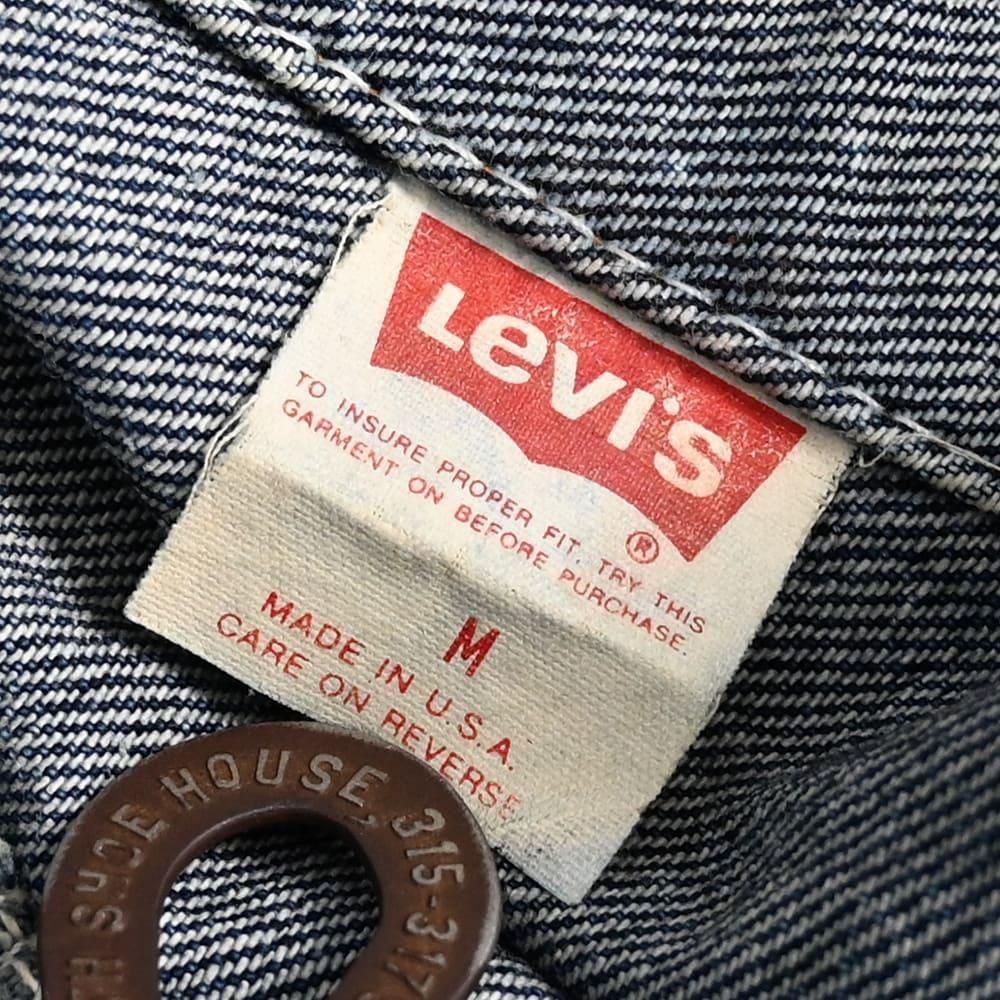 LEVI'S
®
TO INSURE PROPER FIT, TRY THIS
GARMENT ON BEFORE PURCHASE.
M
MADE IN U.S.A.
CARE ON REVERSE
SHOE HOUSE, 315-317